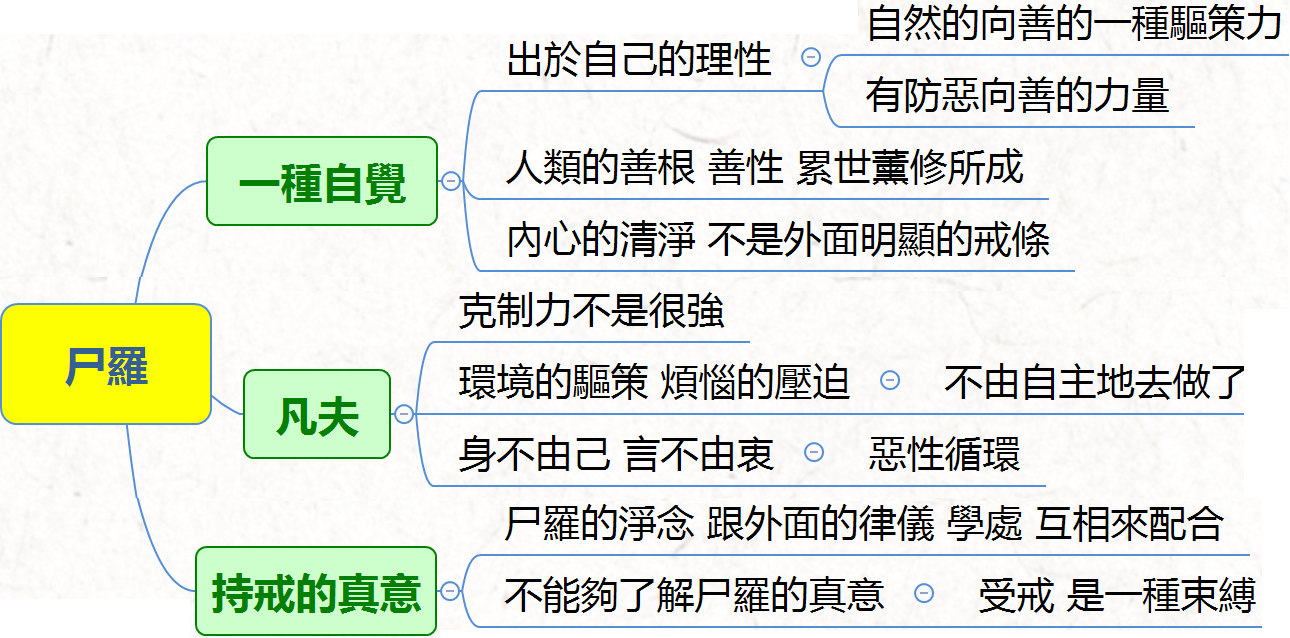 尸羅
一種自覺
出於自己的理性
自然的向善的一種驅策力
有防惡向善的力量
人類的善根 善性 累世薰修所成
內心的清淨 不是外面明顯的戒條
凡夫
克制力不是很強
環境的驅策 煩惱的壓迫
不由自主地去做了
身不由己 言不由衷
惡性循環
持戒的真意
尸羅的淨念 跟外面的律儀 學處 互相來配合
不能夠了解尸羅的真意
受戒 是一種束縛